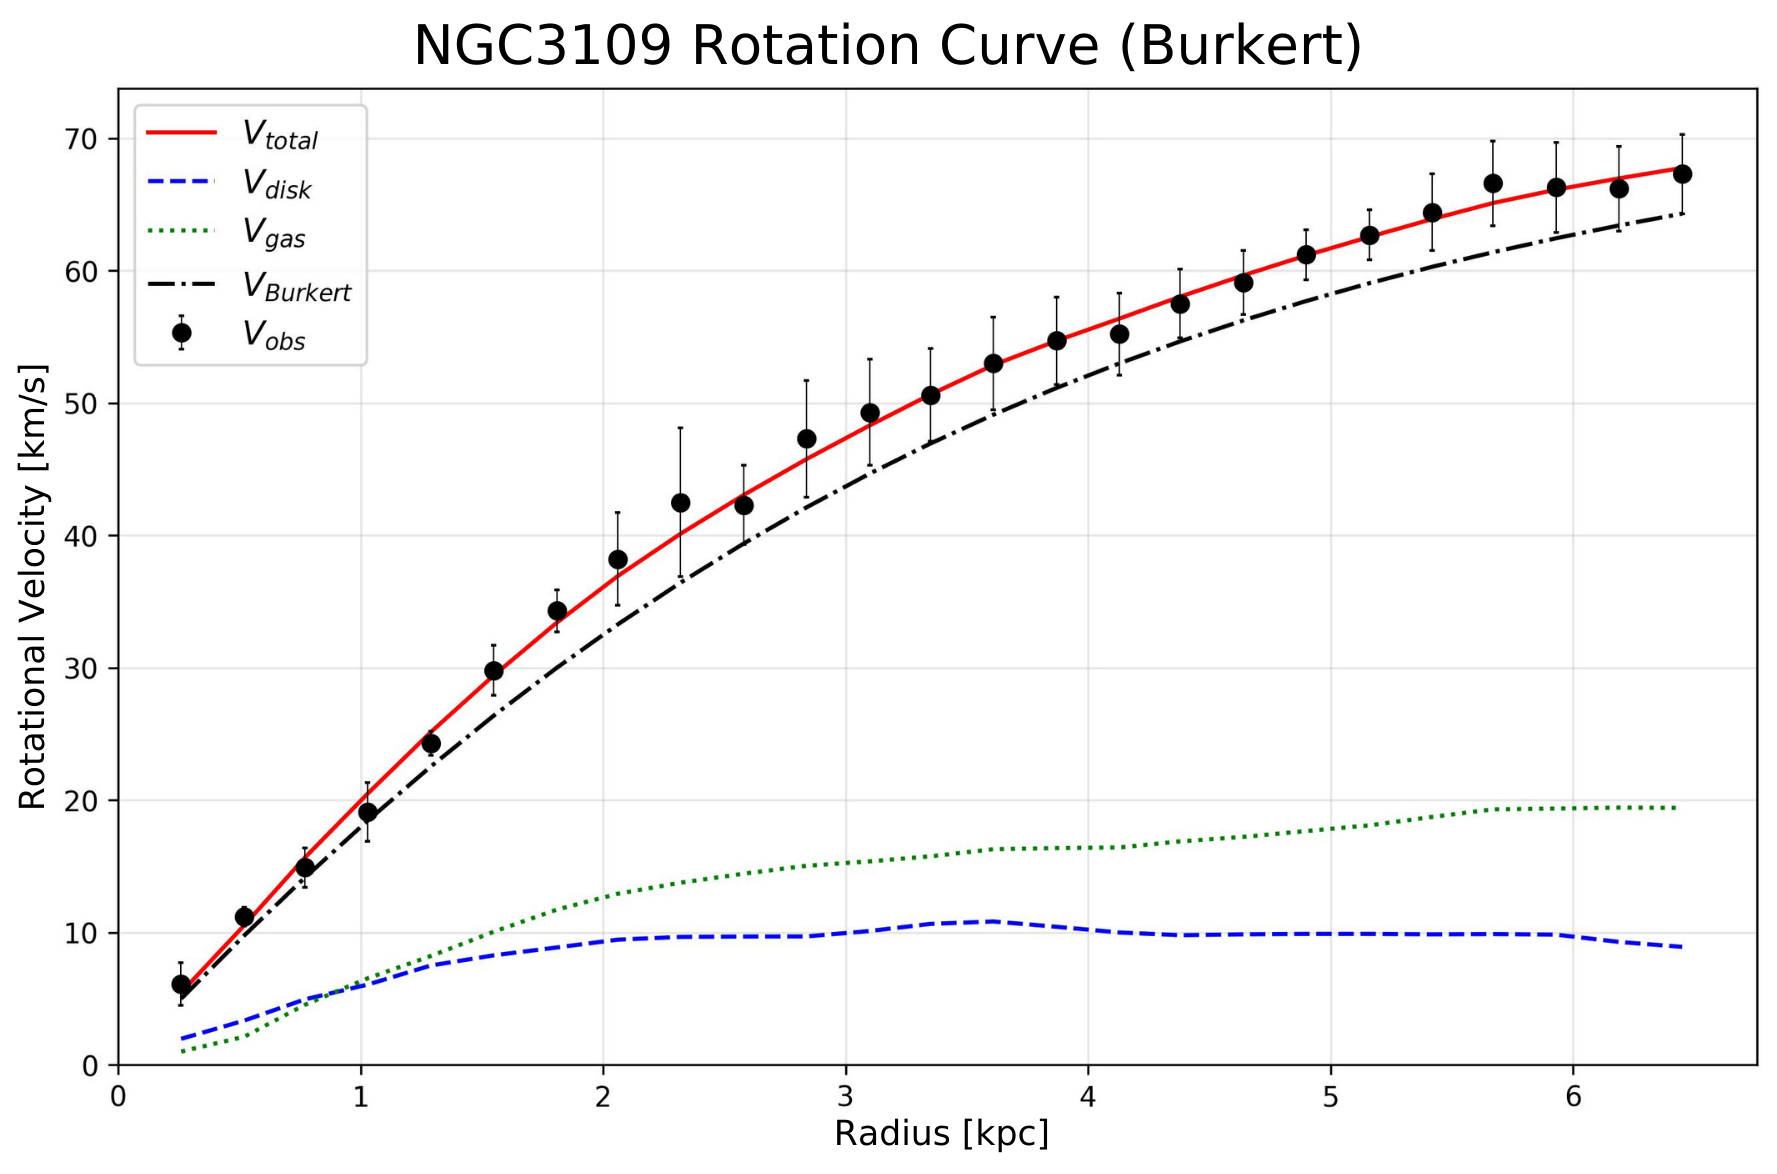 NGC3109 Rotation Curve (Burkert)
V_total
V_disk
V_gas
V_Burkert
V_obs
Rotational Velocity [km/s]
70
60
50
40
30
20
10
0
0 1 2 3 4 5 6
Radius [kpc]